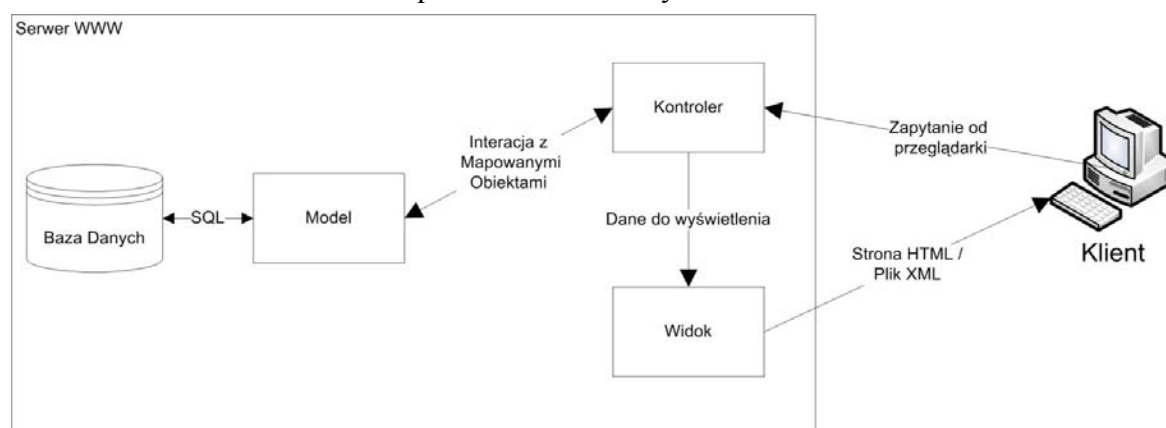 Serwer WWW
Kontroler
Zapytanie od
przeglądarki
Interacja z
Mapowanymi
Obiektami
Baza Danych
SQL
Model
Dane do wyświetlenia
Strona HTML /
Plik XML
Klient
Widok